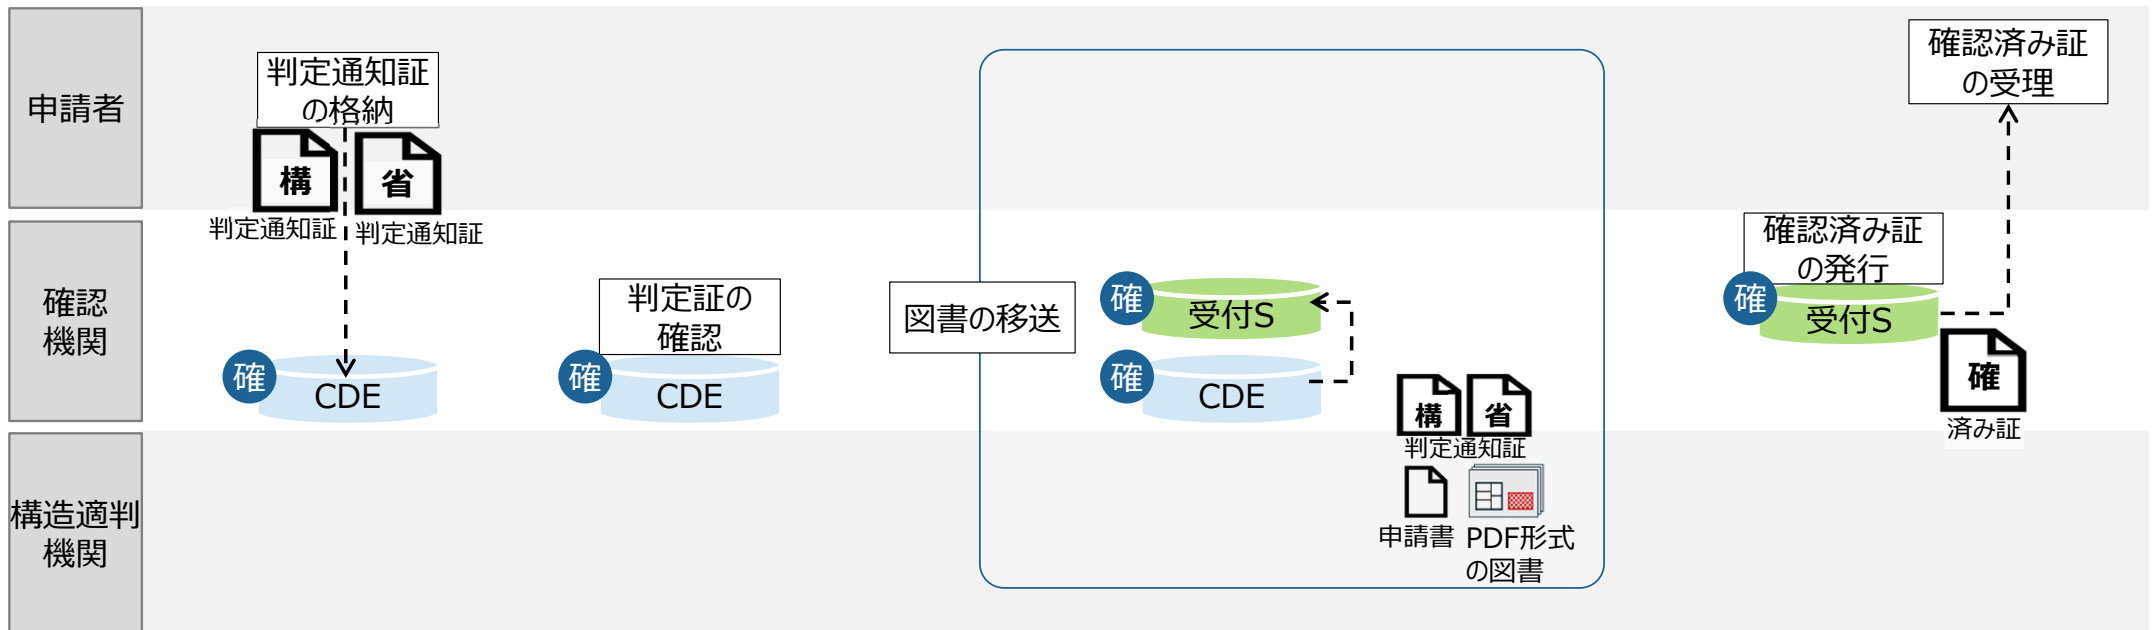 申請者
判定通知証
の格納
構
省
判定通知証
判定通知証
確認済み証
の受理
確認
機関
確
CDE
判定証の
確認
確
CDE
図書の移送
確
受付S
確
CDE
構
省
判定通知証
申請書
PDF形式
の図書
確認済み証
の発行
確
受付S
確
済み証
構造適判
機関